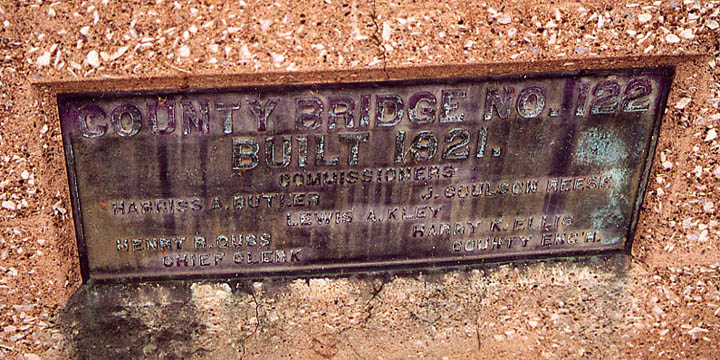 COUNTY BRIDGE NO. 122
BUILT 1921.
COMMISSIONERS
HARRISS A. BUTLER J. COULSON REECE
LEWIS A. KLEY
HENRY R. GUSS HARRY K. ELLIS
CHIEF CLERK COUNTY ENG'R.